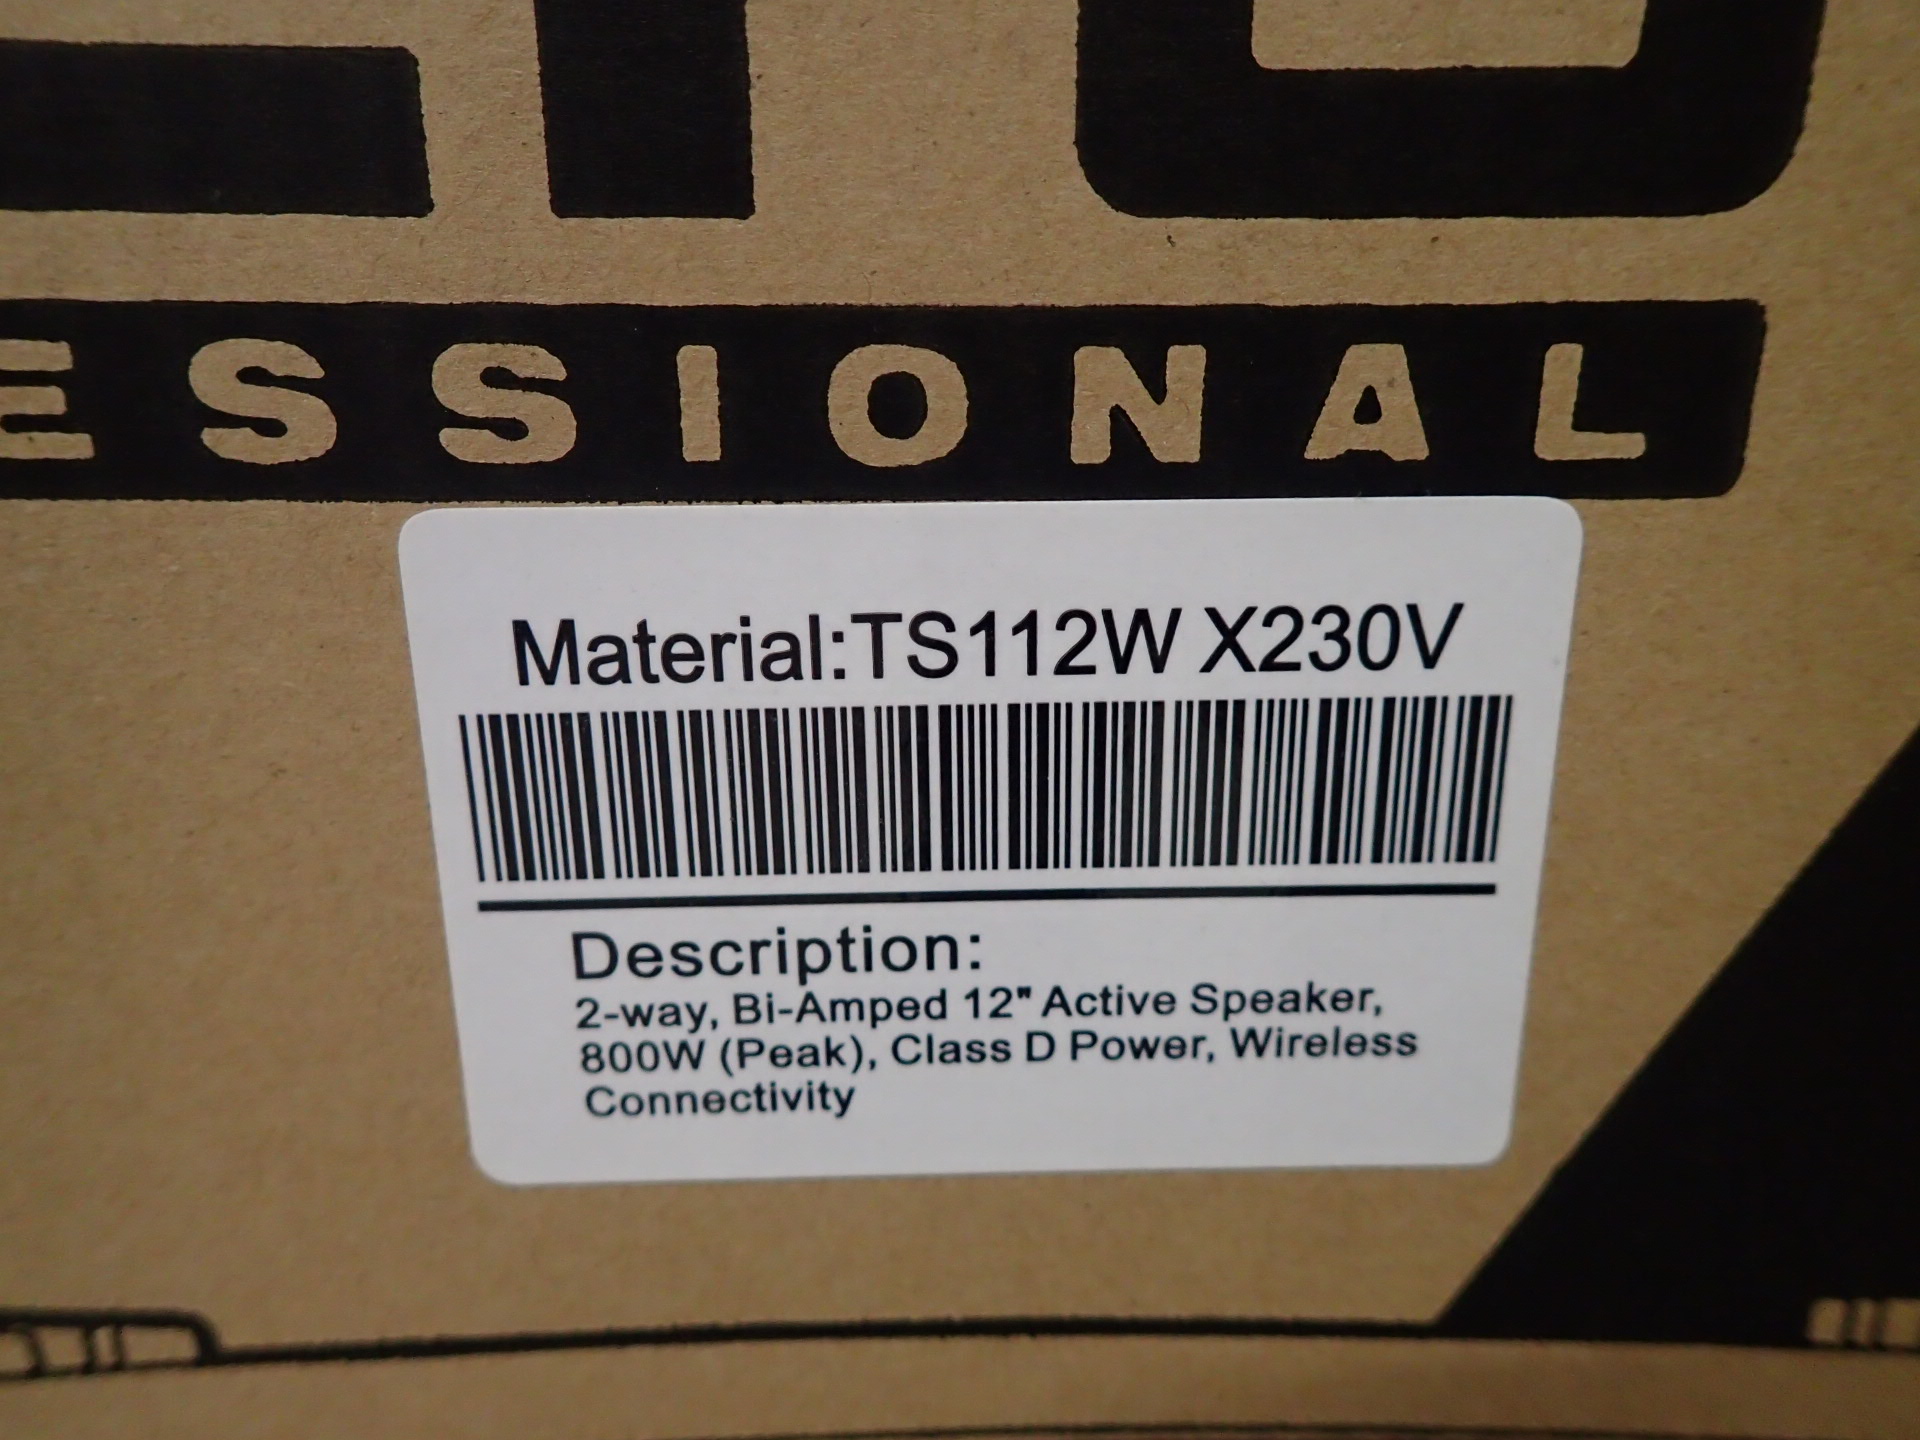 ESSIONAL
Material:TS112W X230V
Description:
2-way, Bi-Amped 12" Active Speaker,
800W (Peak), Class D Power, Wireless
Connectivity